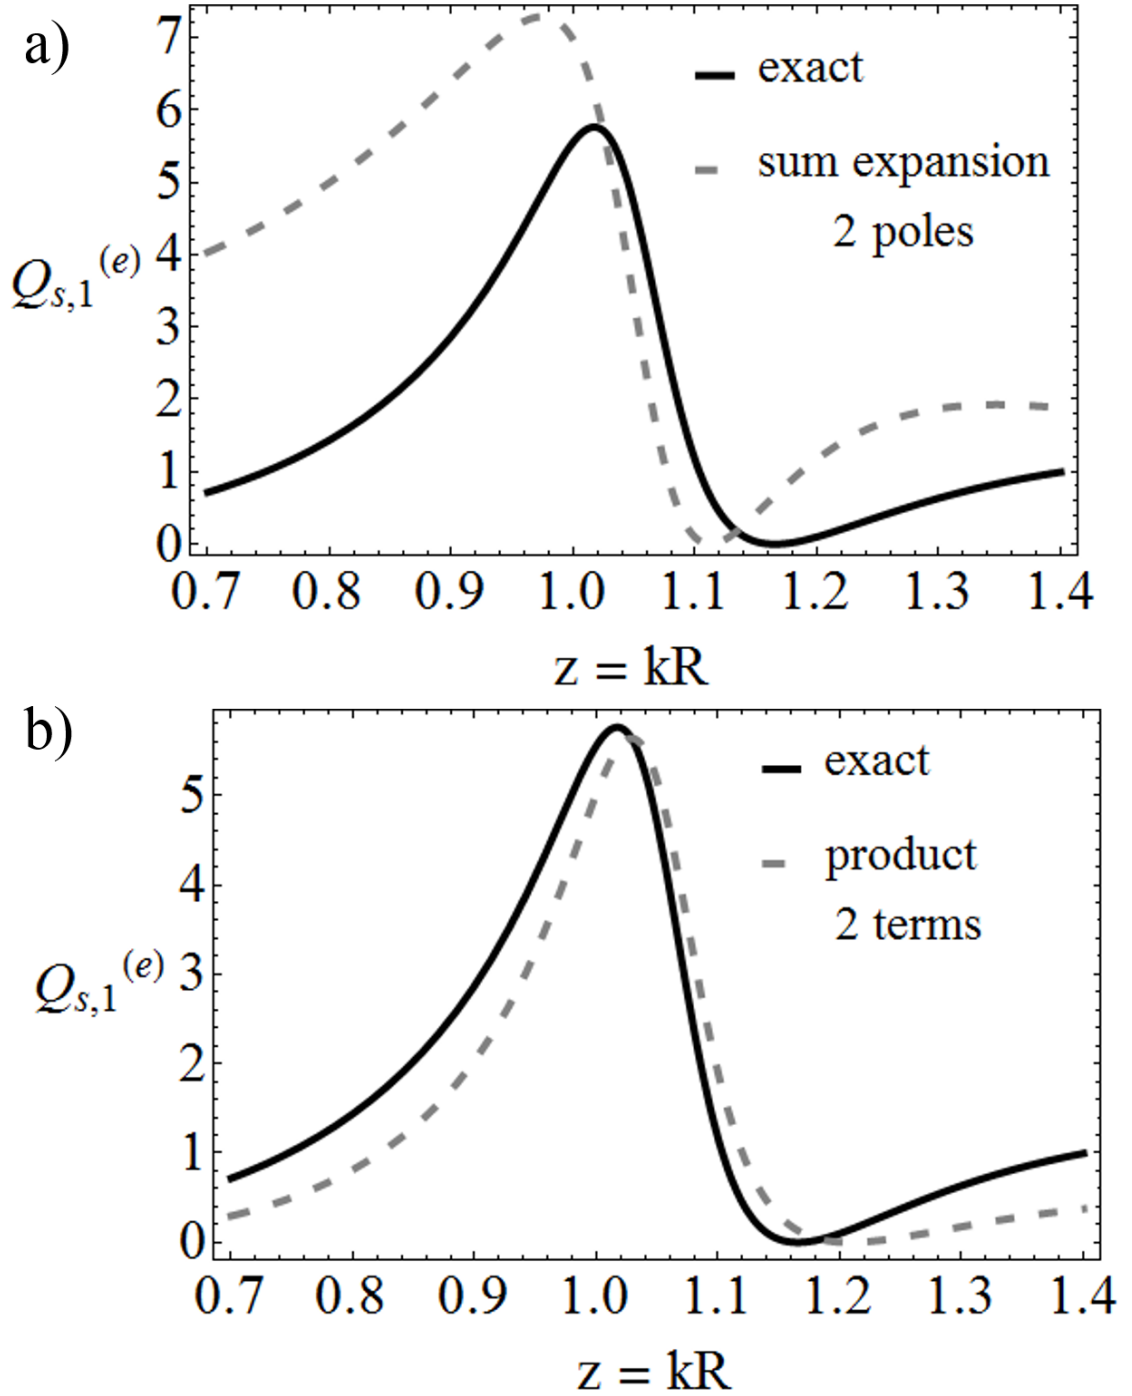 a)
7
6
5
4
3
2
1
0
Q_{s,1}^{(e)}
exact
sum expansion
2 poles
0.7 0.8 0.9 1.0 1.1 1.2 1.3 1.4
z = kR
b)
5
4
3
2
1
0
Q_{s,1}^{(e)}
exact
product
2 terms
0.7 0.8 0.9 1.0 1.1 1.2 1.3 1.4
z = kR